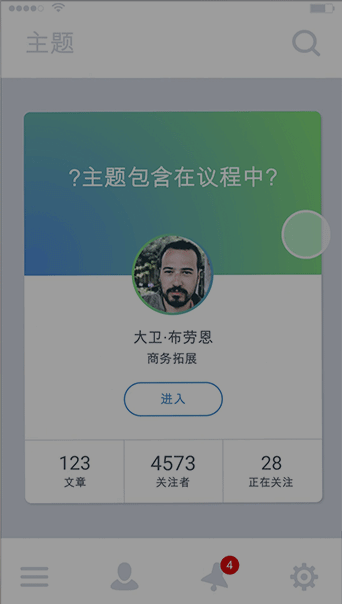 主题
?主题包含在议程中?
大卫·布劳恩
商务拓展
进入
123
4573
28
文章
关注者
正在关注
4